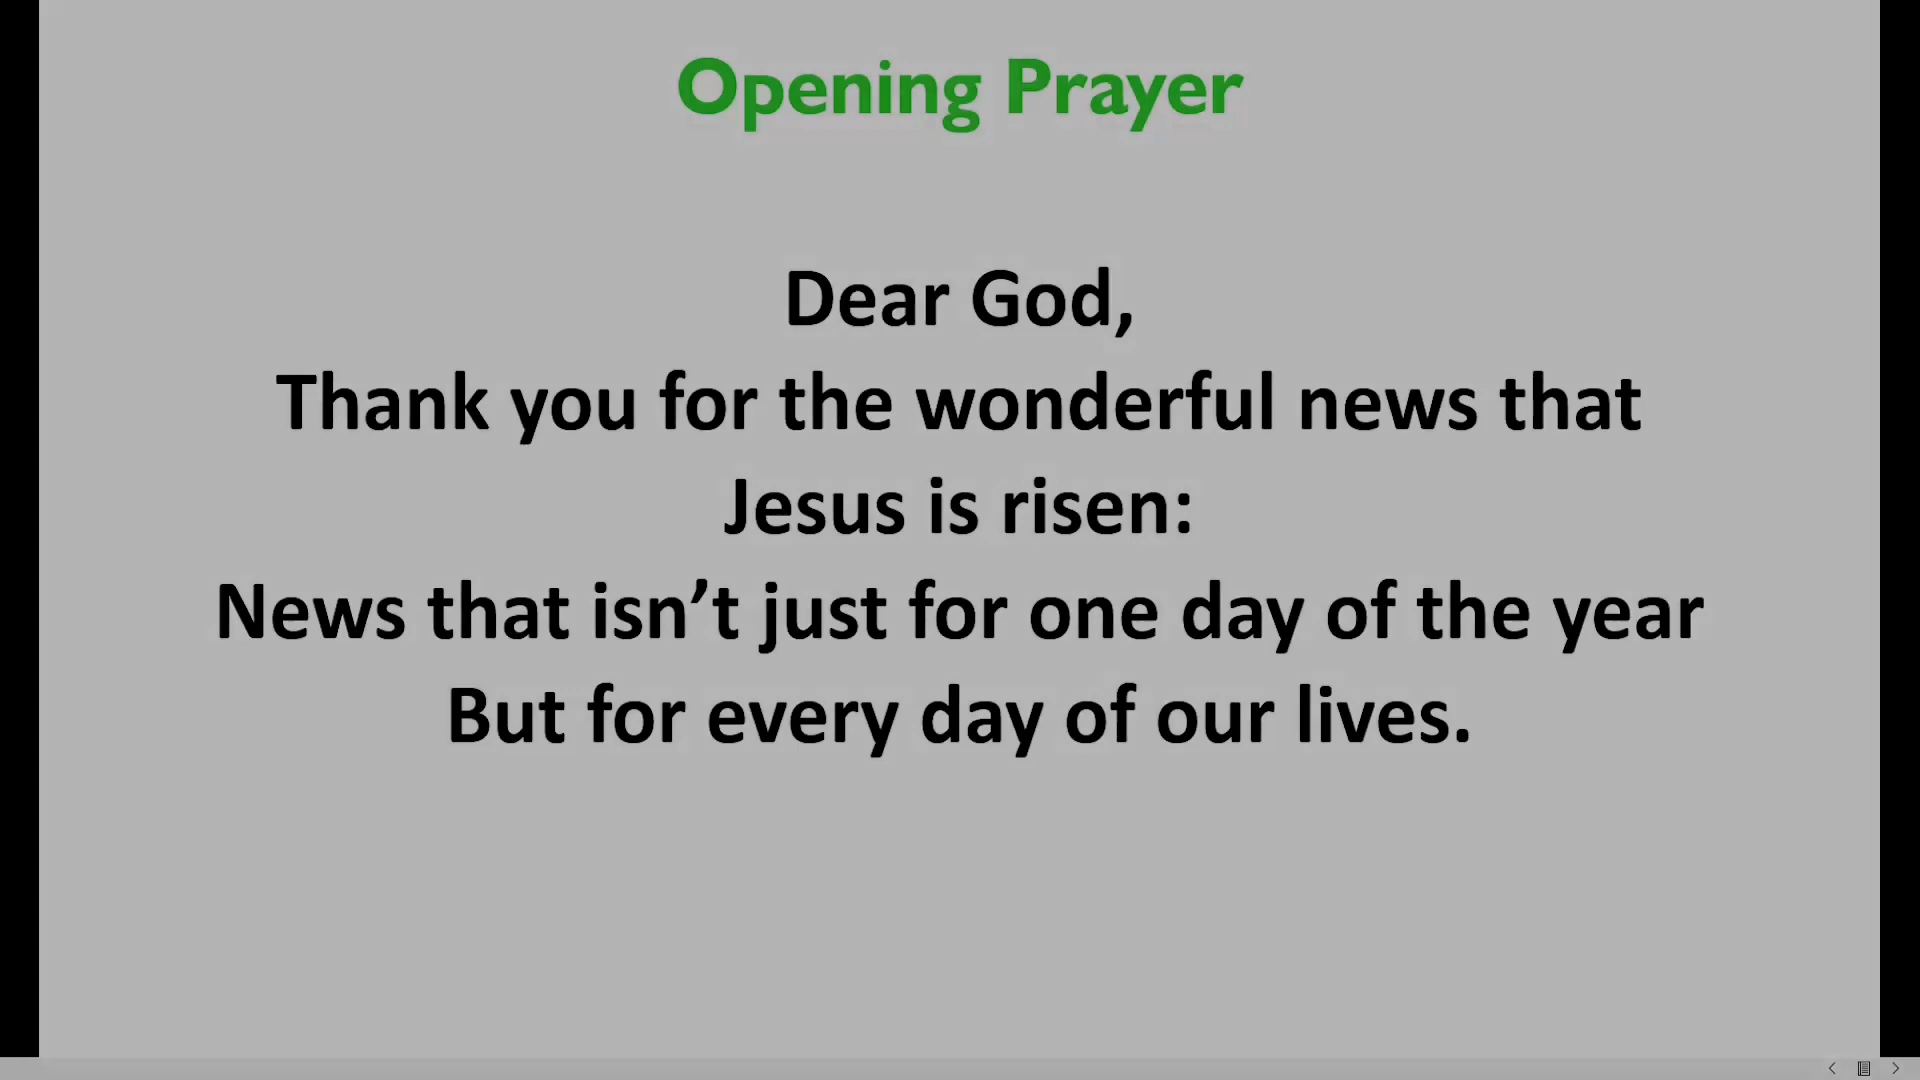 Opening Prayer
Dear God,
Thank you for the wonderful news that
Jesus is risen:
News that isn’t just for one day of the year
But for every day of our lives.